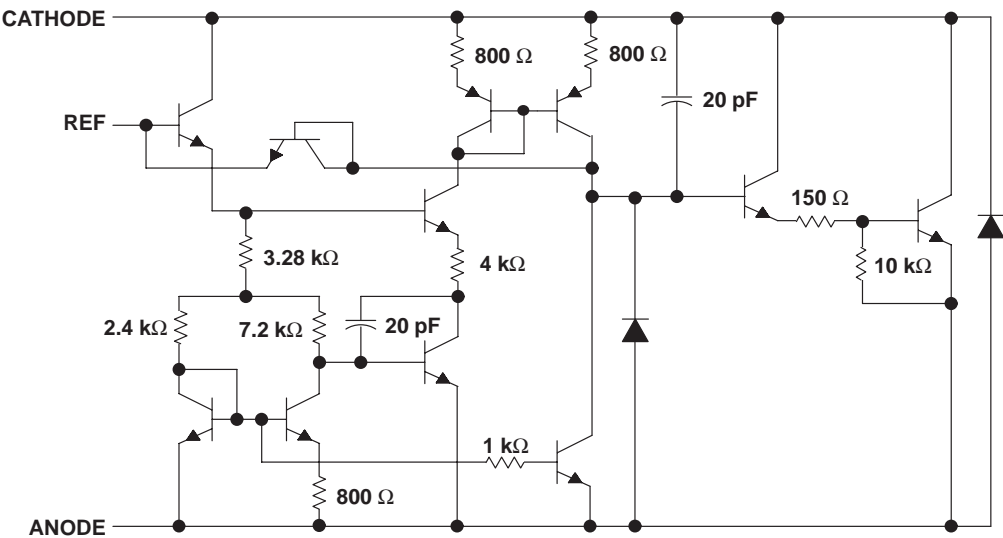 CATHODE
800 Ω
800 Ω
20 pF
REF
150 Ω
3.28 kΩ
4 kΩ
10 kΩ
2.4 kΩ
7.2 kΩ
20 pF
1 kΩ
800 Ω
ANODE